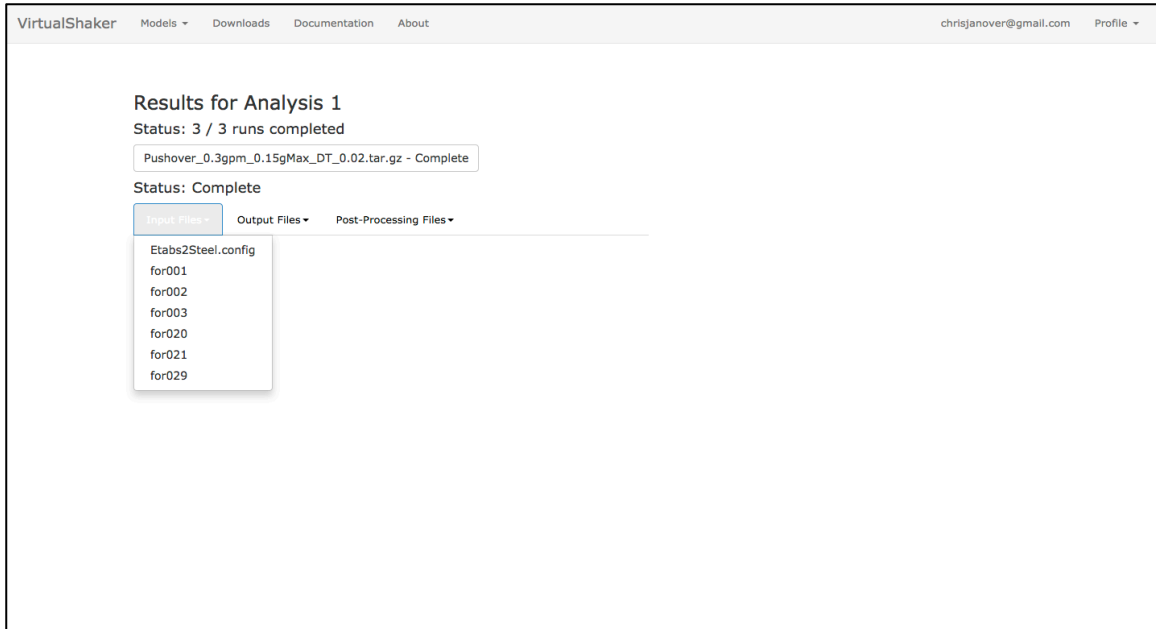 VirtualShaker Models Downloads Documentation About chrisjanover@gmail.com Profile
Results for Analysis 1
Status: 3 / 3 runs completed
Pushover_0.3gpm_0.15gMax_DT_0.02.tar.gz - Complete
Status: Complete
Input Files Output Files Post-Processing Files
Etabs2Steel.config
for001
for002
for003
for020
for021
for029